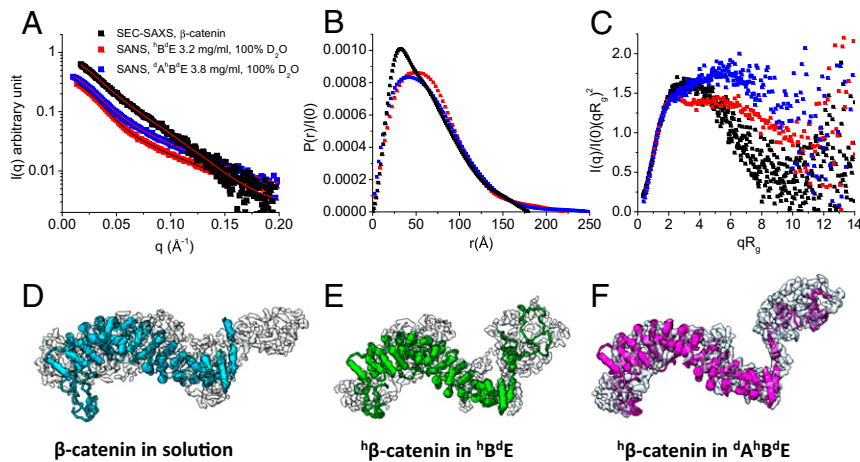 A
SEC-SAXS, β-catenin
SANS, ʰBᵈE 3.2 mg/ml, 100% D₂O
SANS, ᵈAʰBᵈE 3.8 mg/ml, 100% D₂O
I(q) arbitrary unit
1
0.1
0.01
0.00 0.05 0.10 0.15 0.20
q (Å⁻¹)
B
P(r)/I(0)
0.0010
0.0008
0.0006
0.0004
0.0002
0.0000
0 50 100 150 200 250
r(Å)
C
I(q)/I(0)(qRg)²
2.0
1.5
1.0
0.5
0.0
0 2 4 6 8 10 12 14
qRg
D
E
F
β-catenin in solution
ʰβ-catenin in ʰBᵈE
ʰβ-catenin in ᵈAʰBᵈE